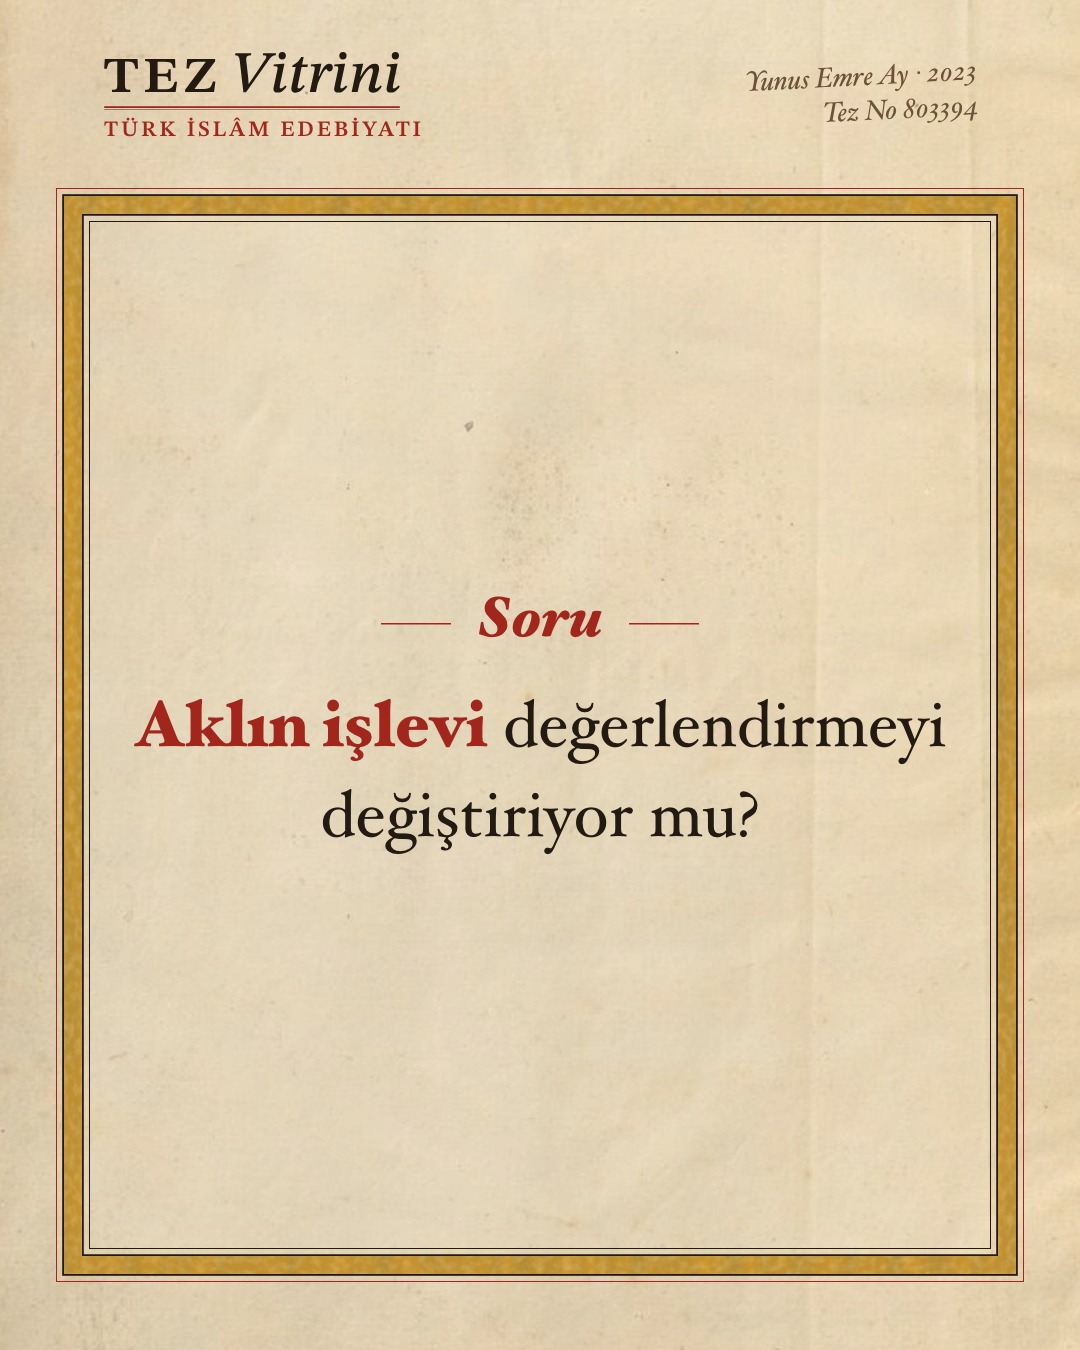 TEZ Vitrini
TÜRK İSLÂM EDEBİYATI
Yunus Emre Ay · 2023
Tez No 803394
Soru
Aklın işlevi değerlendirmeyi
değiştiriyor mu?